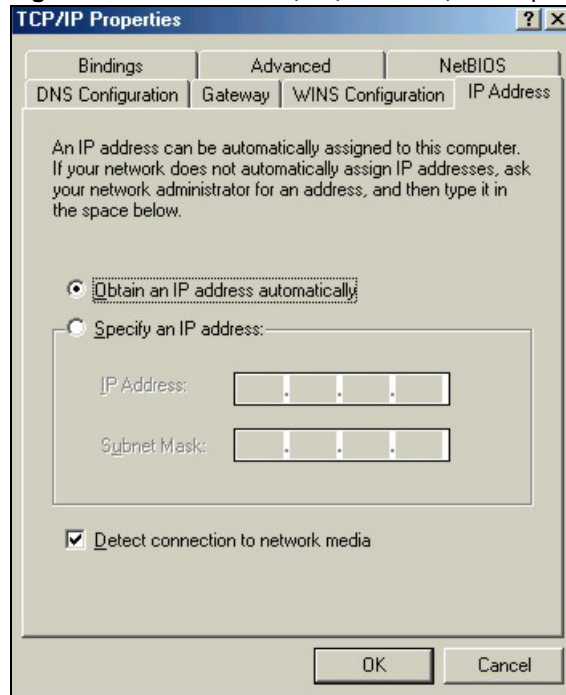 TCP/IP Properties
Bindings Advanced NetBIOS
DNS Configuration Gateway WINS Configuration IP Address
An IP address can be automatically assigned to this computer.
If your network does not automatically assign IP addresses, ask
your network administrator for an address, and then type it in
the space below.
Obtain an IP address automatically
Specify an IP address:
IP Address:
Subnet Mask:
Detect connection to network media
OK Cancel